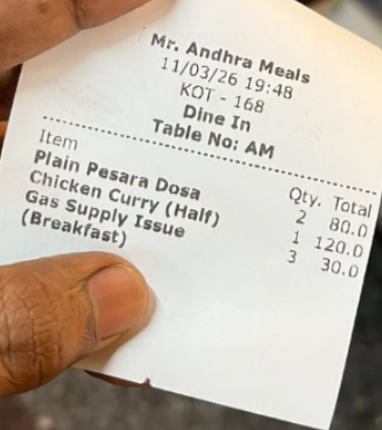 Mr. Andhra Meals
11/03/26 19:48
KOT - 168
Dine In
Table No: AM
Item Qty. Total
Plain Pesara Dosa 2 80.0
Chicken Curry (Half) 1 120.0
Gas Supply Issue 3 30.0
(Breakfast)